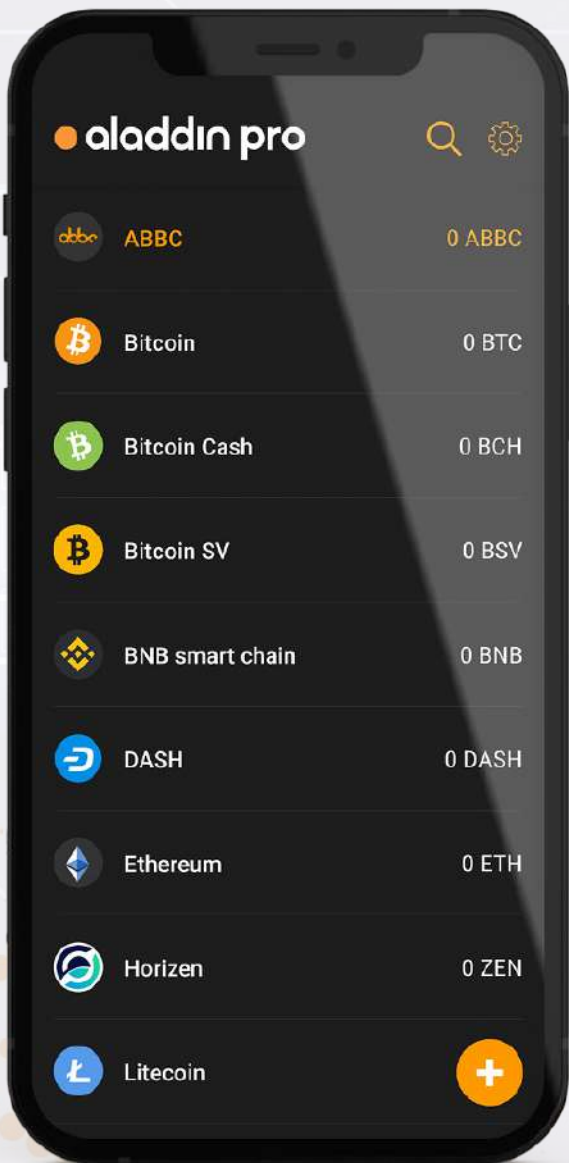 aladdin pro
abbc ABBC 0 ABBC
Bitcoin 0 BTC
Bitcoin Cash 0 BCH
Bitcoin SV 0 BSV
BNB smart chain 0 BNB
DASH 0 DASH
Ethereum 0 ETH
Horizen 0 ZEN
Litecoin